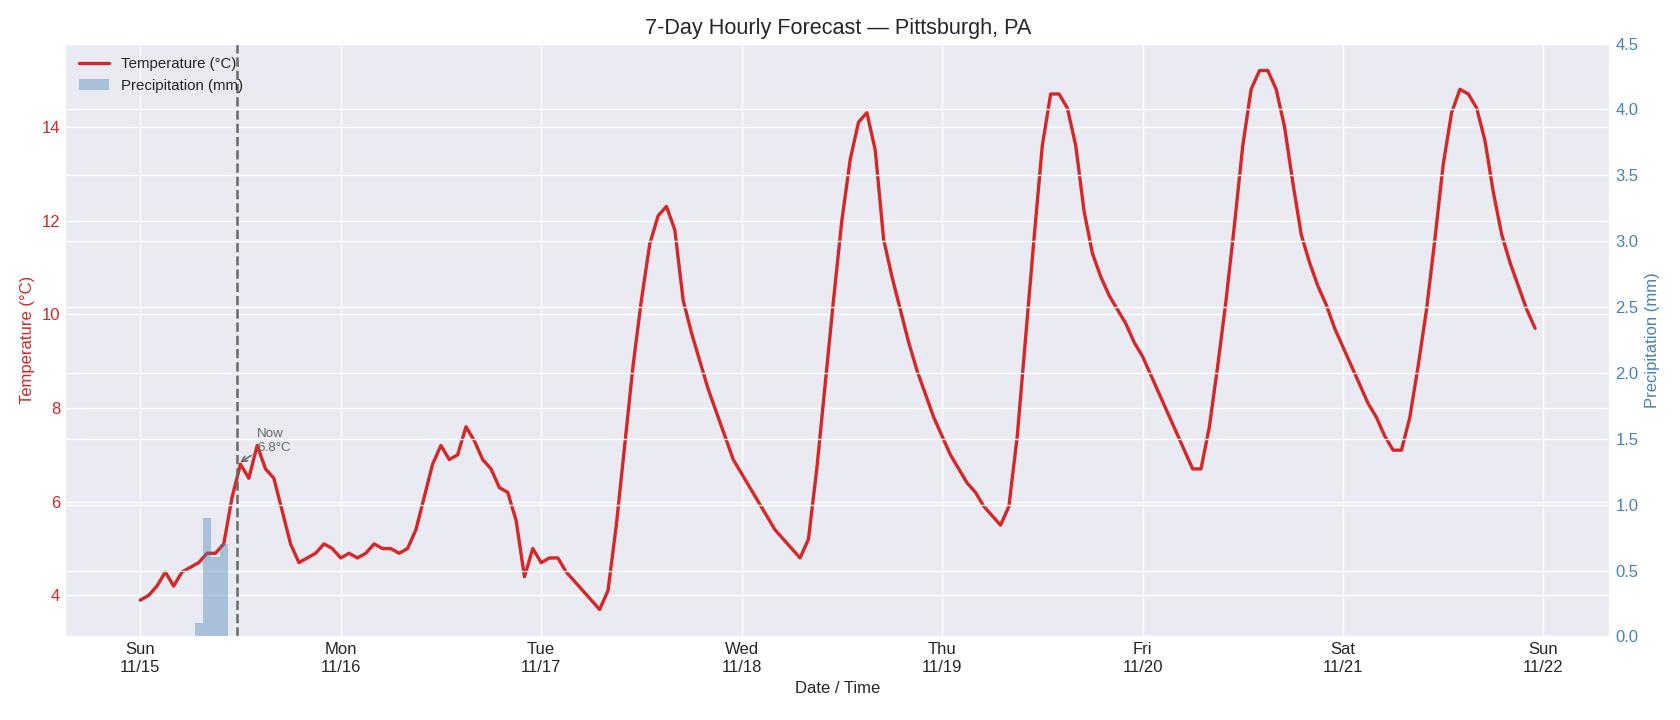 7-Day Hourly Forecast — Pittsburgh, PA
Temperature (°C)
Precipitation (mm)
Temperature (°C)
14
12
10
8
6
4
Now
6.8°C
4.5
4.0
3.5
3.0
2.5
2.0
1.5
1.0
0.5
0.0
Precipitation (mm)
Sun Mon Tue Wed Thu Fri Sat Sun
11/15 11/16 11/17 11/18 11/19 11/20 11/21 11/22
Date / Time